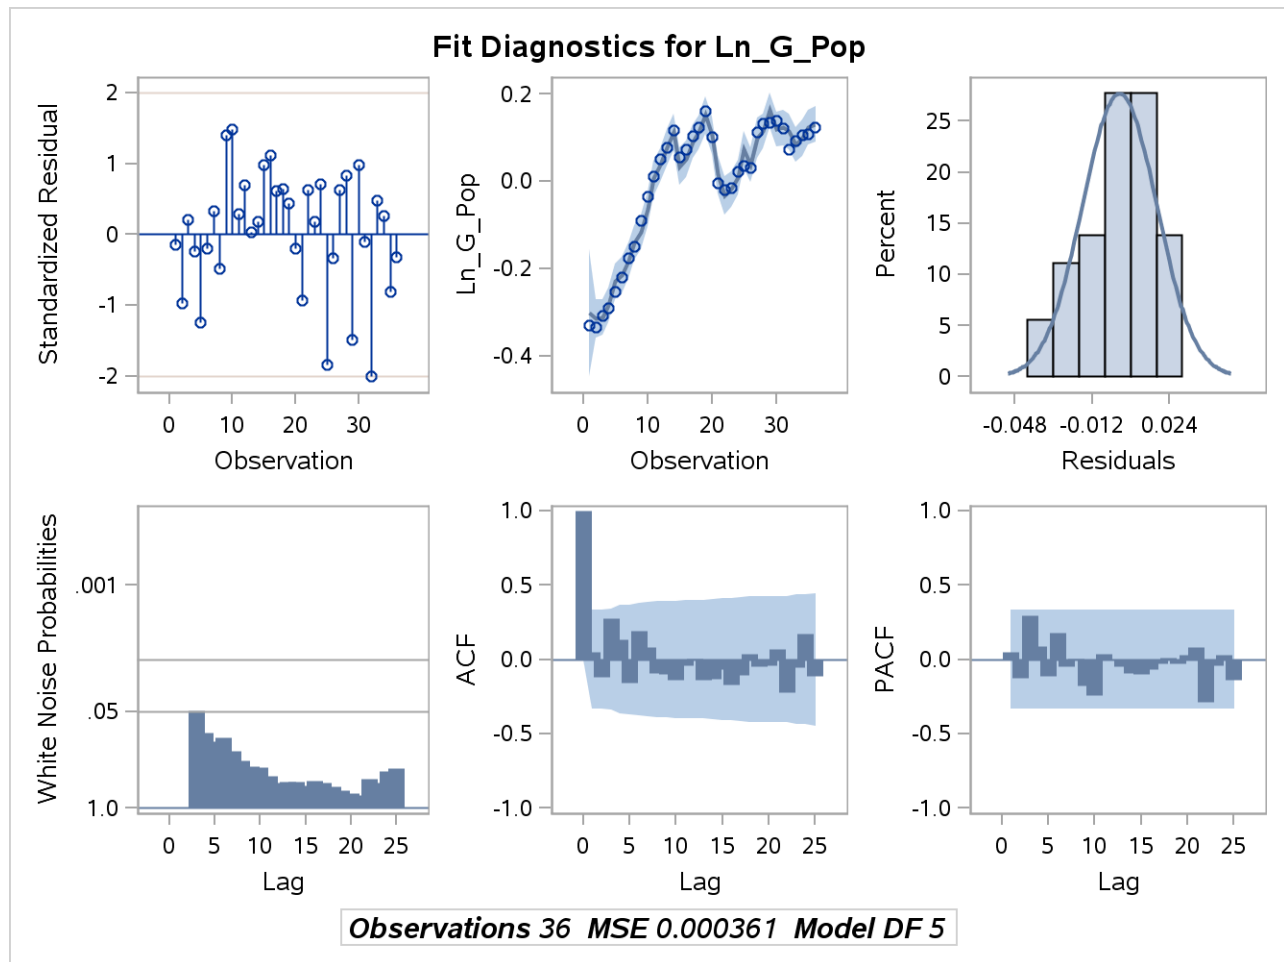 Fit Diagnostics for Ln_G_Pop
Standardized Residual
2
1
0
-1
-2
0 10 20 30
Observation
Ln_G_Pop
0.2
0.0
-0.2
-0.4
0 10 20 30
Observation
Percent
25
20
15
10
5
0
-0.048 -0.012 0.024
Residuals
White Noise Probabilities
.001
.05
1.0
0 5 10 15 20 25
Lag
ACF
1.0
0.5
0.0
-0.5
-1.0
0 5 10 15 20 25
Lag
PACF
1.0
0.5
0.0
-0.5
-1.0
0 5 10 15 20 25
Lag
Observations 36 MSE 0.000361 Model DF 5